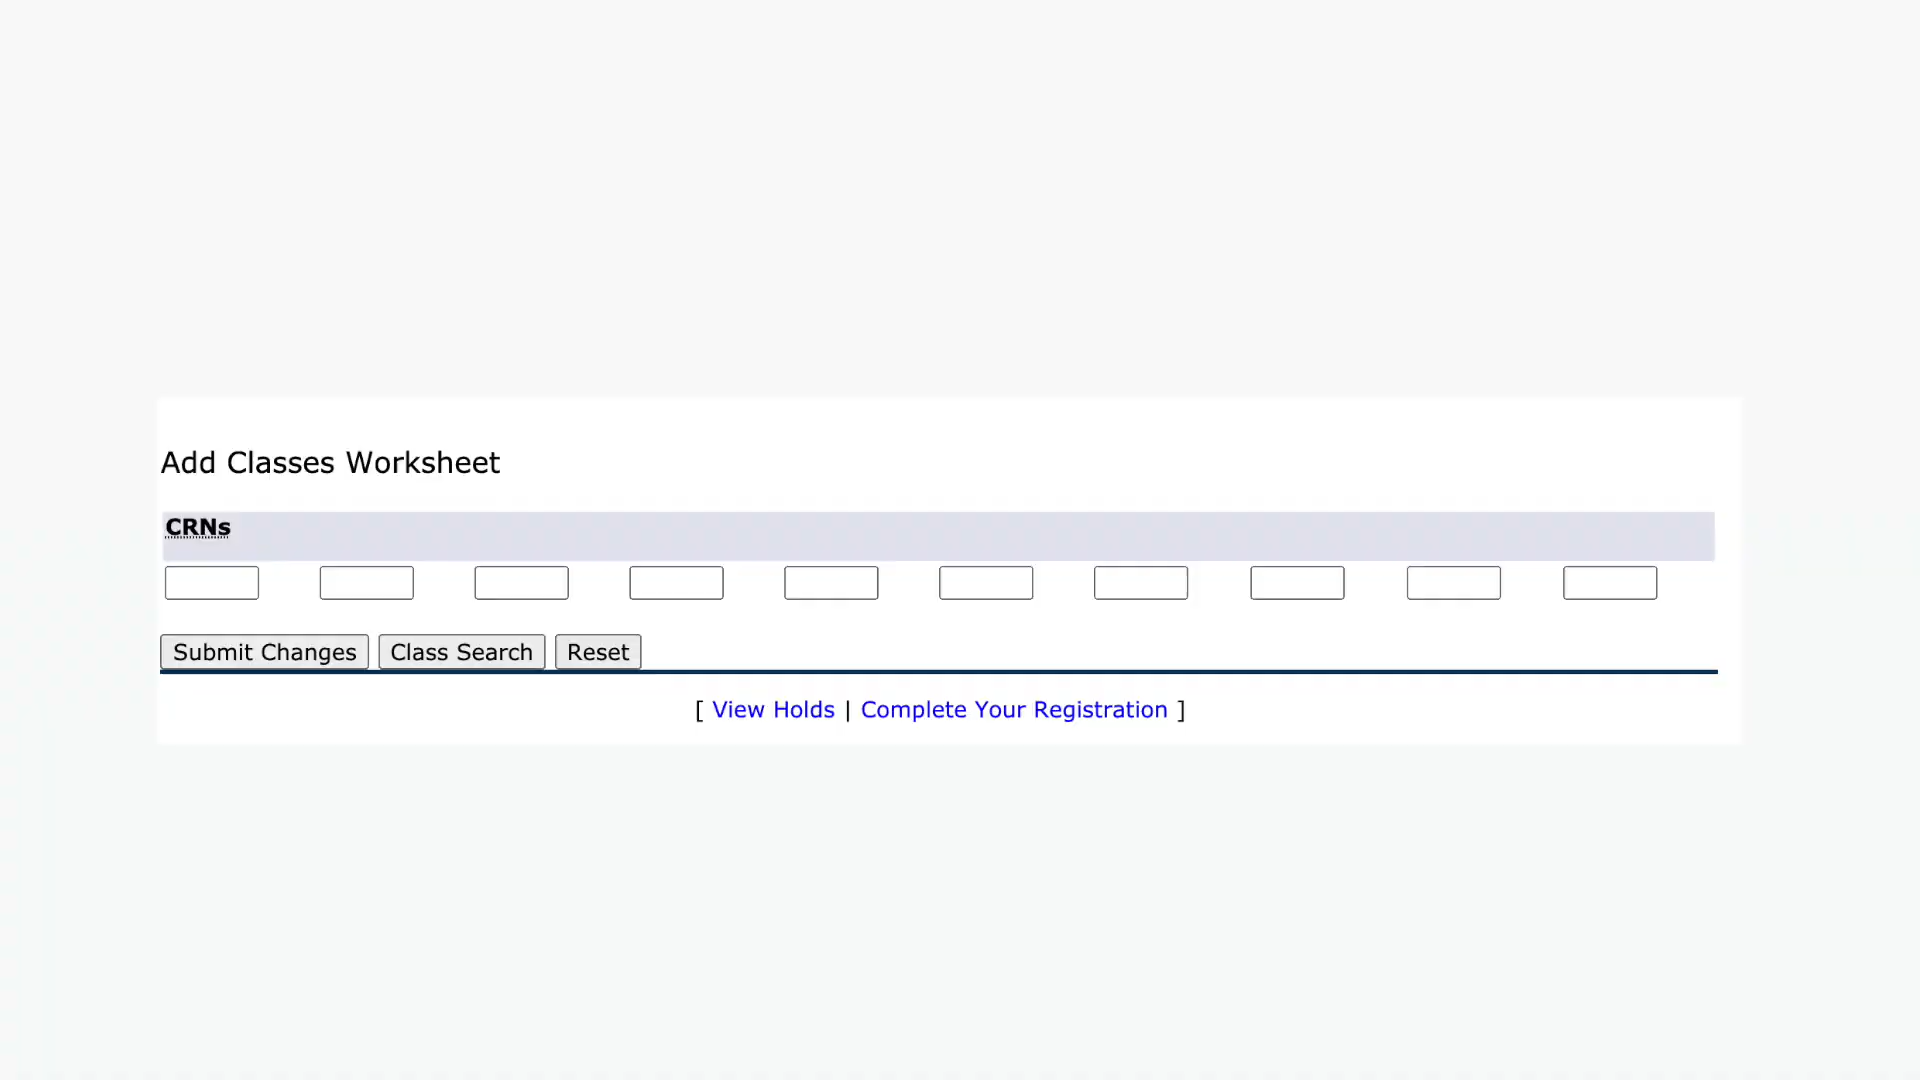 Add Classes Worksheet
CRNs
Submit Changes Class Search Reset
[ View Holds | Complete Your Registration ]